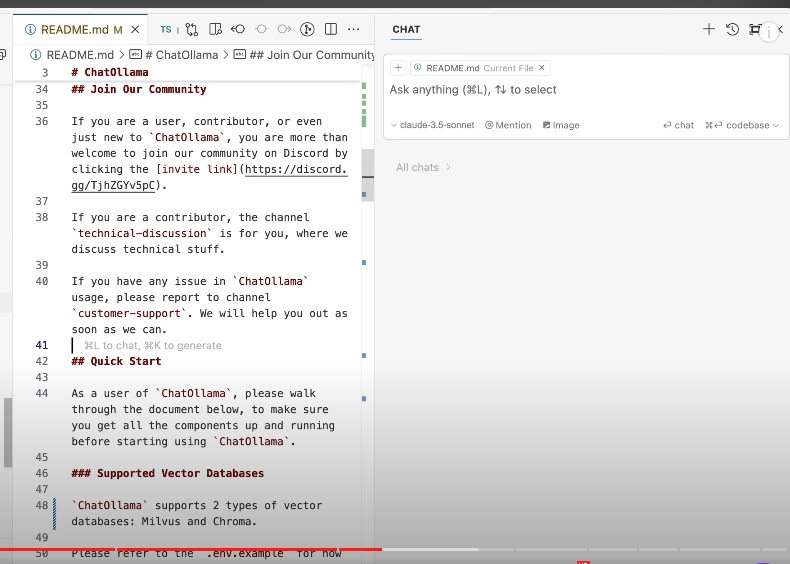 README.md M
TS
README.md > # ChatOllama > ## Join Our Community
3 # ChatOllama
34 ## Join Our Community
35
36 If you are a user, contributor, or even
just new to `ChatOllama`, you are more than
welcome to join our community on Discord by
clicking the [invite link](https://discord.
gg/TjhZGYv5pC).
37
38 If you are a contributor, the channel
`technical-discussion` is for you, where we
discuss technical stuff.
39
40 If you have any issue in `ChatOllama`
usage, please report to channel
`customer-support`. We will help you out as
soon as we can.
41 ⌘L to chat, ⌘K to generate
42 ## Quick Start
43
44 As a user of `ChatOllama`, please walk
through the document below, to make sure
you get all the components up and running
before starting using `ChatOllama`.
45
46 ### Supported Vector Databases
47
48 `ChatOllama` supports 2 types of vector
databases: Milvus and Chroma.
49
50 Please refer to the `.env.example` for how
CHAT
+ README.md Current File ×
Ask anything (⌘L), ⇅ to select
claude-3.5-sonnet @ Mention Image ⏎ chat ⌘⏎ codebase
All chats >